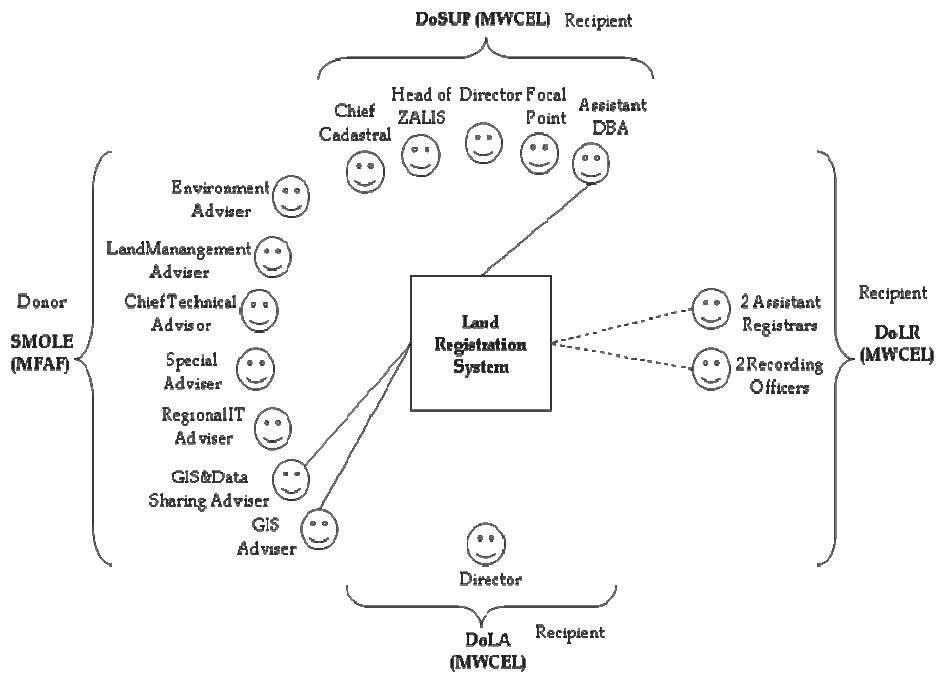 DoSUP (MWCEL) Recipient
Chief
Cadastral
Head of
ZALIS
Director
Focal
Point
Assistant
DBA
Environment
Adviser
LandManangement
Adviser
ChiefTechnical
Advisor
Special
Adviser
RegionalIT
Adviser
GIS&Data
Sharing Adviser
GIS
Adviser
Donor
SMOLE
(MFAF)
Land
Registration
System
2 Assistant
Registrars
2Recording
Officers
Recipient
DoLR
(MWCEL)
Director
DoLA Recipient
(MWCEL)